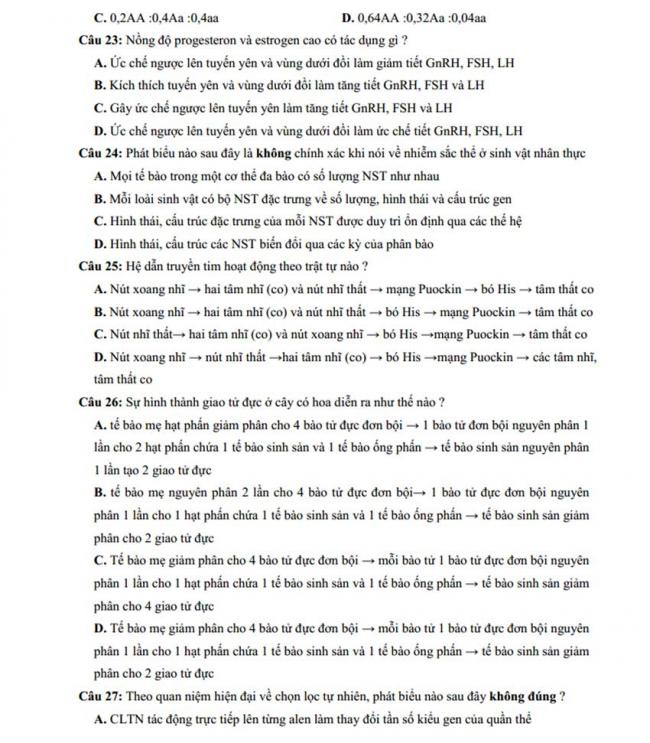 C. 0,2AA :0,4Aa :0,4aa D. 0,64AA :0,32Aa :0,04aa
Câu 23: Nồng độ progesteron và estrogen cao có tác dụng gì ?
A. Ức chế ngược lên tuyến yên và vùng dưới đồi làm giảm tiết GnRH, FSH, LH
B. Kích thích tuyến yên và vùng dưới đồi làm tăng tiết GnRH, FSH và LH
C. Gây ức chế ngược lên tuyến yên làm tăng tiết GnRH, FSH và LH
D. Ức chế ngược lên tuyến yên và vùng dưới đồi làm ức chế tiết GnRH, FSH, LH
Câu 24: Phát biểu nào sau đây là không chính xác khi nói về nhiễm sắc thể ở sinh vật nhân thực
A. Mọi tế bào trong một cơ thể đa bào có số lượng NST như nhau
B. Mỗi loài sinh vật có bộ NST đặc trưng về số lượng, hình thái và cấu trúc gen
C. Hình thái, cấu trúc đặc trưng của mỗi NST được duy trì ổn định qua các thế hệ
D. Hình thái, cấu trúc các NST biến đổi qua các kỳ của phân bào
Câu 25: Hệ dẫn truyền tim hoạt động theo trật tự nào ?
A. Nút xoang nhĩ → hai tâm nhĩ (co) và nút nhĩ thất → mạng Puockin → bó His → tâm thất co
B. Nút xoang nhĩ → hai tâm nhĩ (co) và nút nhĩ thất → bó His → mạng Puockin → tâm thất co
C. Nút nhĩ thất→ hai tâm nhĩ (co) và nút xoang nhĩ → bó His →mạng Puockin → tâm thất co
D. Nút xoang nhĩ → nút nhĩ thất →hai tâm nhĩ (co) → bó His →mạng Puockin → các tâm nhĩ,
tâm thất co
Câu 26: Sự hình thành giao tử đực ở cây có hoa diễn ra như thế nào ?
A. tế bào mẹ hạt phấn giảm phân cho 4 bào tử đực đơn bội → 1 bào tử đơn bội nguyên phân 1
lần cho 2 hạt phấn chứa 1 tế bào sinh sản và 1 tế bào ống phấn → tế bào sinh sản nguyên phân
1 lần tạo 2 giao tử đực
B. tế bào mẹ nguyên phân 2 lần cho 4 bào tử đực đơn bội→ 1 bào tử đực đơn bội nguyên
phân 1 lần cho 1 hạt phấn chứa 1 tế bào sinh sản và 1 tế bào ống phấn → tế bào sinh sản giảm
phân cho 2 giao tử đực
C. Tế bào mẹ giảm phân cho 4 bào tử đực đơn bội → mỗi bào tử 1 bào tử đực đơn bội nguyên
phân 1 lần cho 1 hạt phấn chứa 1 tế bào sinh sản và 1 tế bào ống phấn → tế bào sinh sản giảm
phân cho 4 giao tử đực
D. Tế bào mẹ giảm phân cho 4 bào tử đực đơn bội → mỗi bào tử 1 bào tử đực đơn bội nguyên
phân 1 lần cho 1 hạt phấn chứa 1 tế bào sinh sản và 1 tế bào ống phấn → tế bào sinh sản giảm
phân cho 2 giao tử đực
Câu 27: Theo quan niệm hiện đại về chọn lọc tự nhiên, phát biểu nào sau đây không đúng ?
A. CLTN tác động trực tiếp lên từng alen làm thay đổi tần số kiểu gen của quần thể